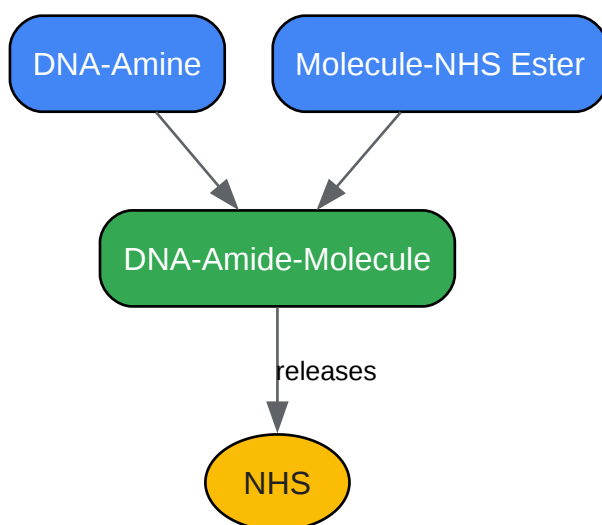 DNA-Amine
Molecule-NHS Ester
DNA-Amide-Molecule
releases
NHS